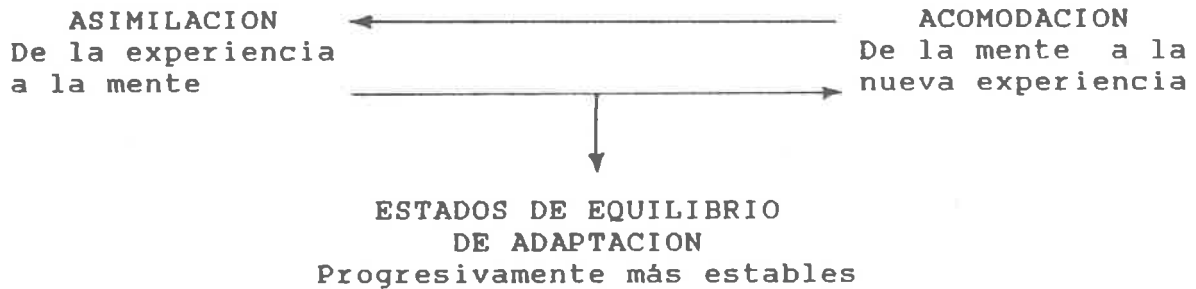 ASIMILACION
De la experiencia
a la mente
ACOMODACION
De la mente a la
nueva experiencia
ESTADOS DE EQUILIBRIO
DE ADAPTACION
Progresivamente más estables